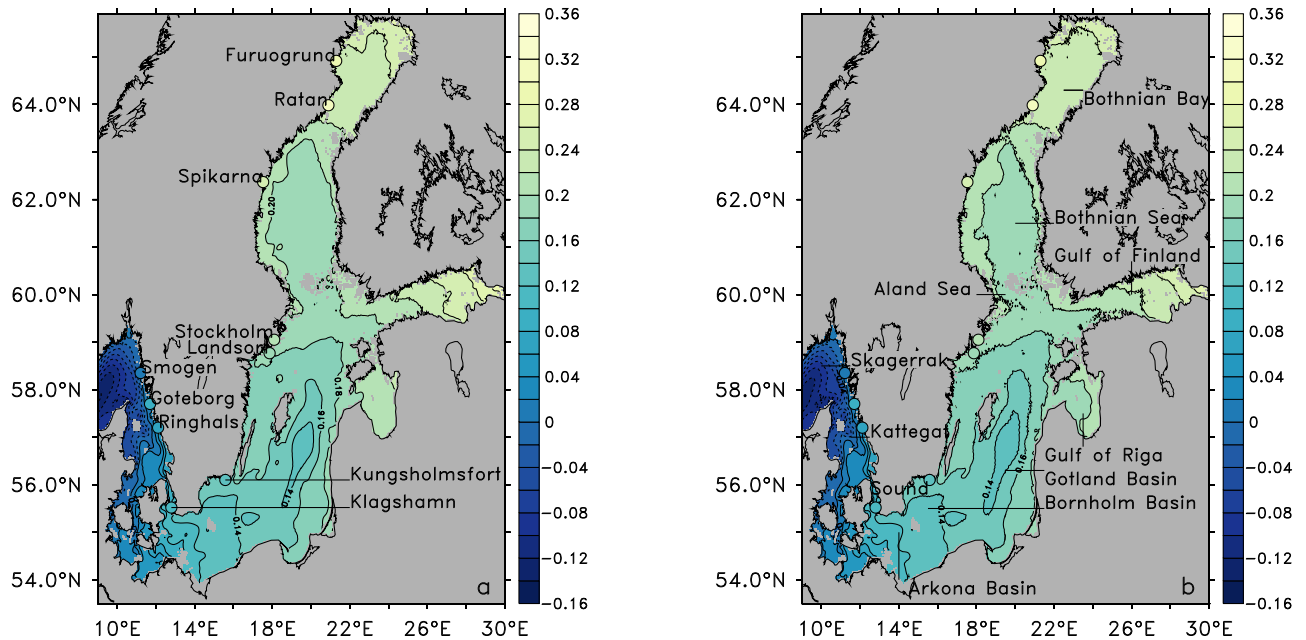 Furuogrund
Ratan
Spikarna
Stockholm
Landsort
Smogen
Goteborg
Ringhals
Kungsholmsfort
Klagshamn
0.20
0.18
0.16
0.14
0.14
a
64.0°N
62.0°N
60.0°N
58.0°N
56.0°N
54.0°N
10°E 14°E 18°E 22°E 26°E 30°E
0.36
0.32
0.28
0.24
0.2
0.16
0.12
0.08
0.04
0
−0.04
−0.08
−0.12
−0.16
Bothnian Bay
Bothnian Sea
Gulf of Finland
Aland Sea
Skagerrak
Kattegat
Sound
Gulf of Riga
Gotland Basin
Bornholm Basin
Arkona Basin
0.16
0.14
0.14
b
64.0°N
62.0°N
60.0°N
58.0°N
56.0°N
54.0°N
10°E 14°E 18°E 22°E 26°E 30°E
0.36
0.32
0.28
0.24
0.2
0.16
0.12
0.08
0.04
0
−0.04
−0.08
−0.12
−0.16